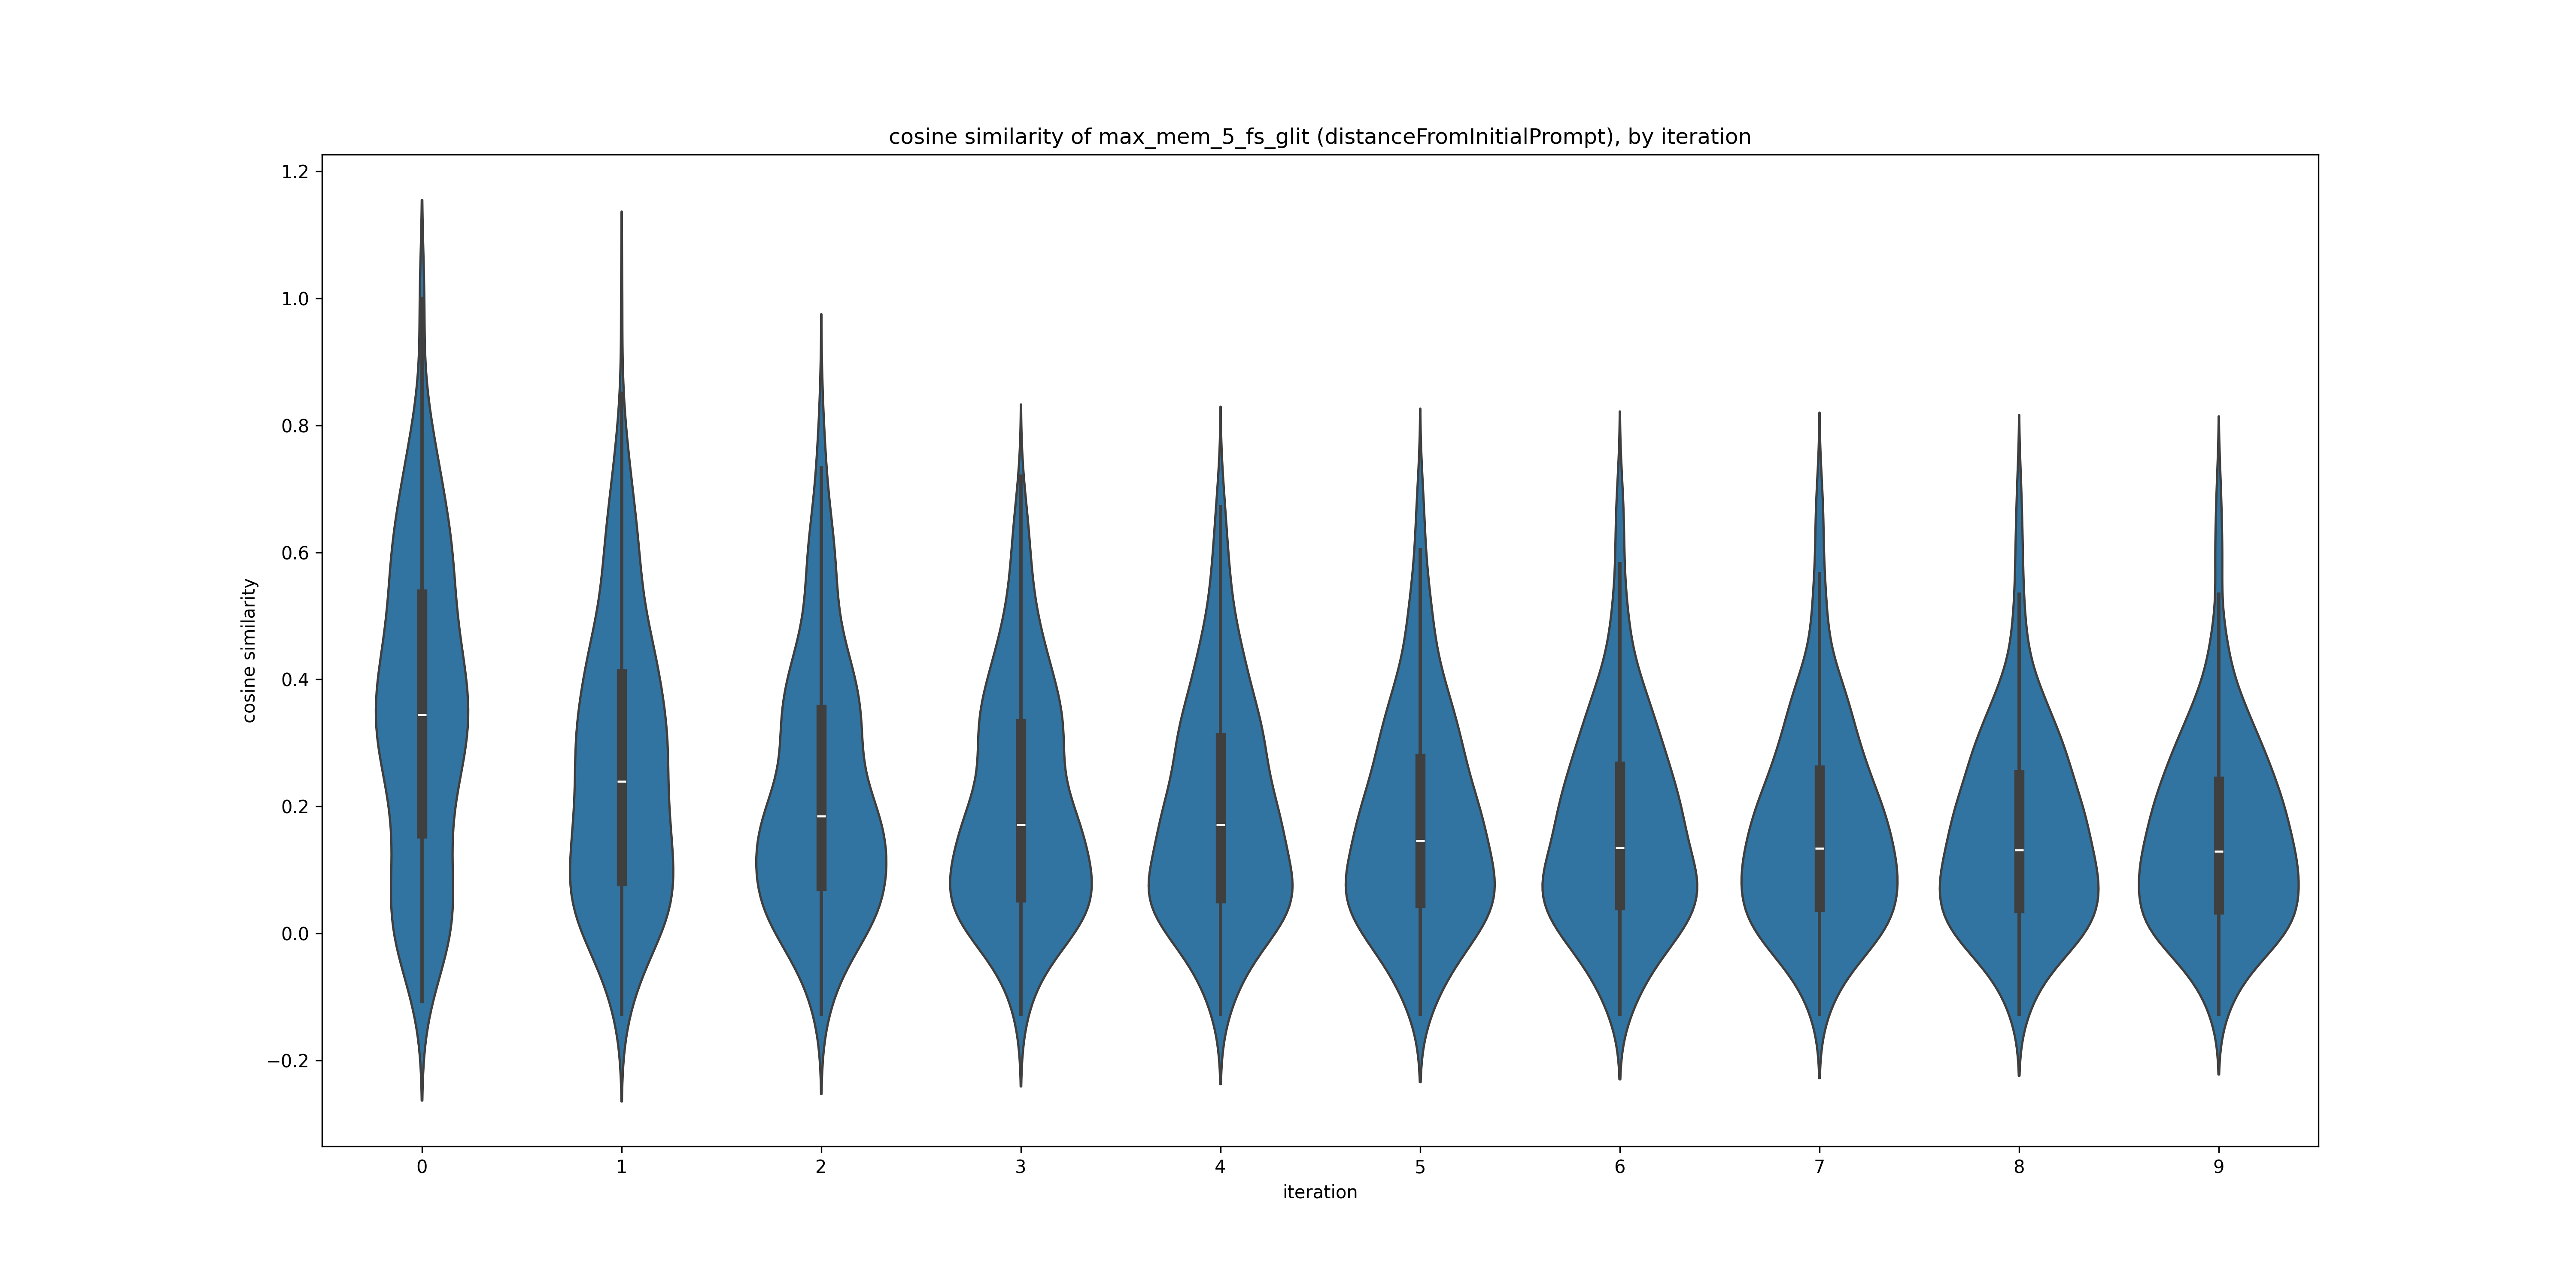 cosine similarity of max_mem_5_fs_glit (distanceFromInitialPrompt), by iteration
1.2
1.0
0.8
0.6
0.4
0.2
0.0
−0.2
cosine similarity
0 1 2 3 4 5 6 7 8 9
iteration